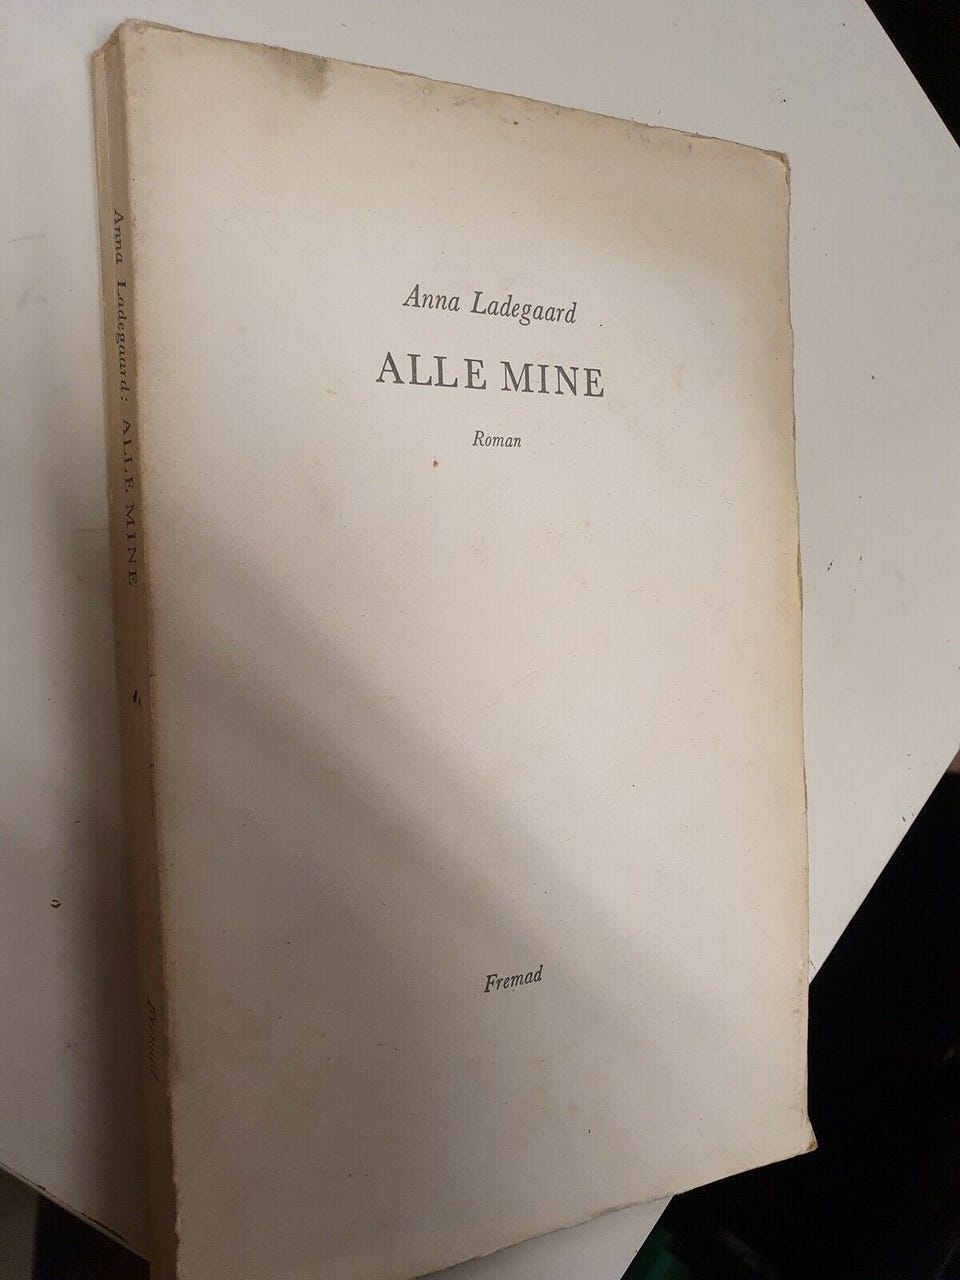 Anna Ladegaard
ALLE MINE
Roman
Fremad
Anna Ladegaard: ALLE MINE
Fremad